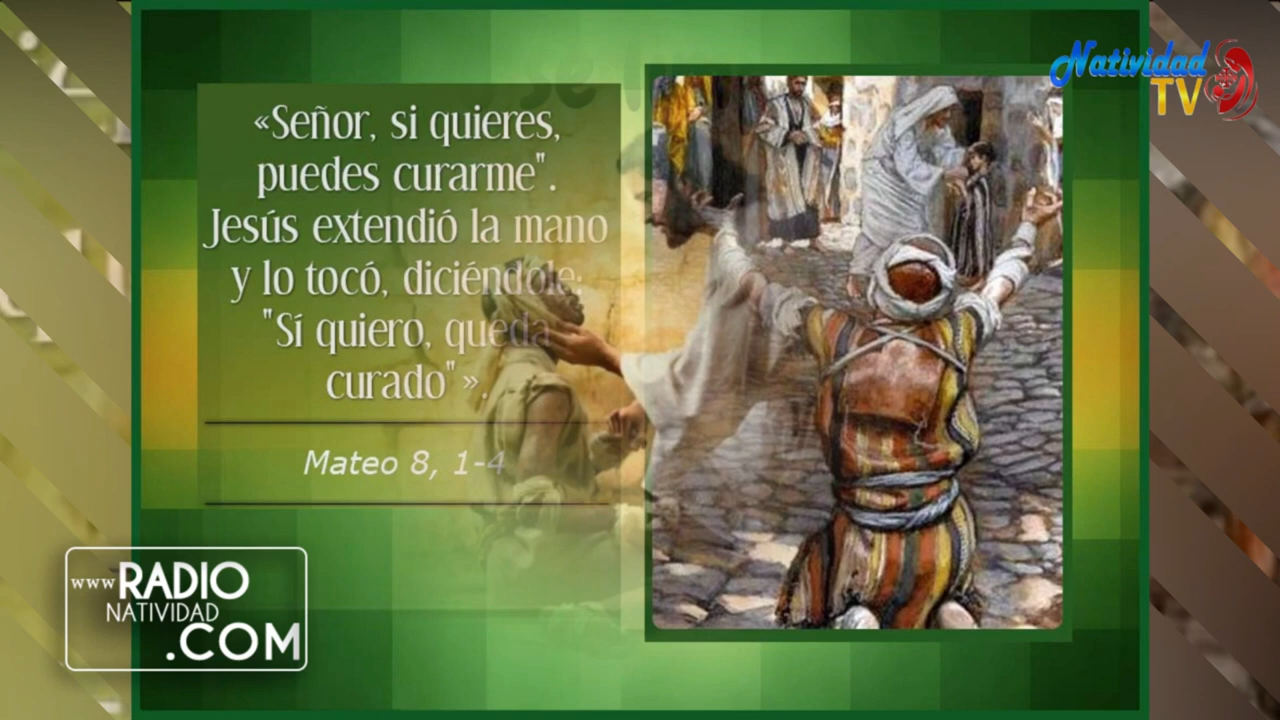 «Señor, si quieres,
puedes curarme".
Jesús extendió la mano
y lo tocó, diciéndole:
"Sí quiero, queda
curado"».
Mateo 8, 1-4
Natividad
TV
www RADIO
NATIVIDAD
.COM